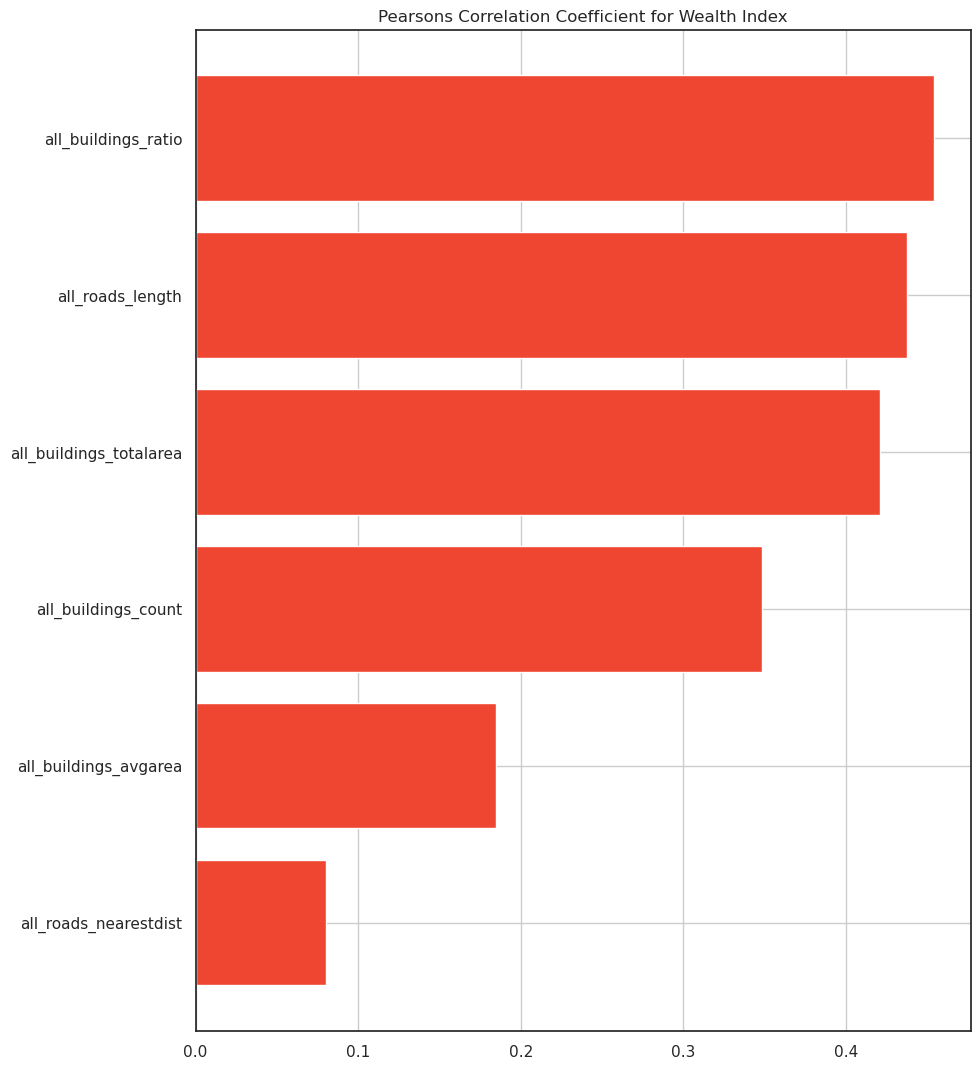 Pearsons Correlation Coefficient for Wealth Index
all_buildings_ratio
all_roads_length
all_buildings_totalarea
all_buildings_count
all_buildings_avgarea
all_roads_nearestdist
0.0 0.1 0.2 0.3 0.4